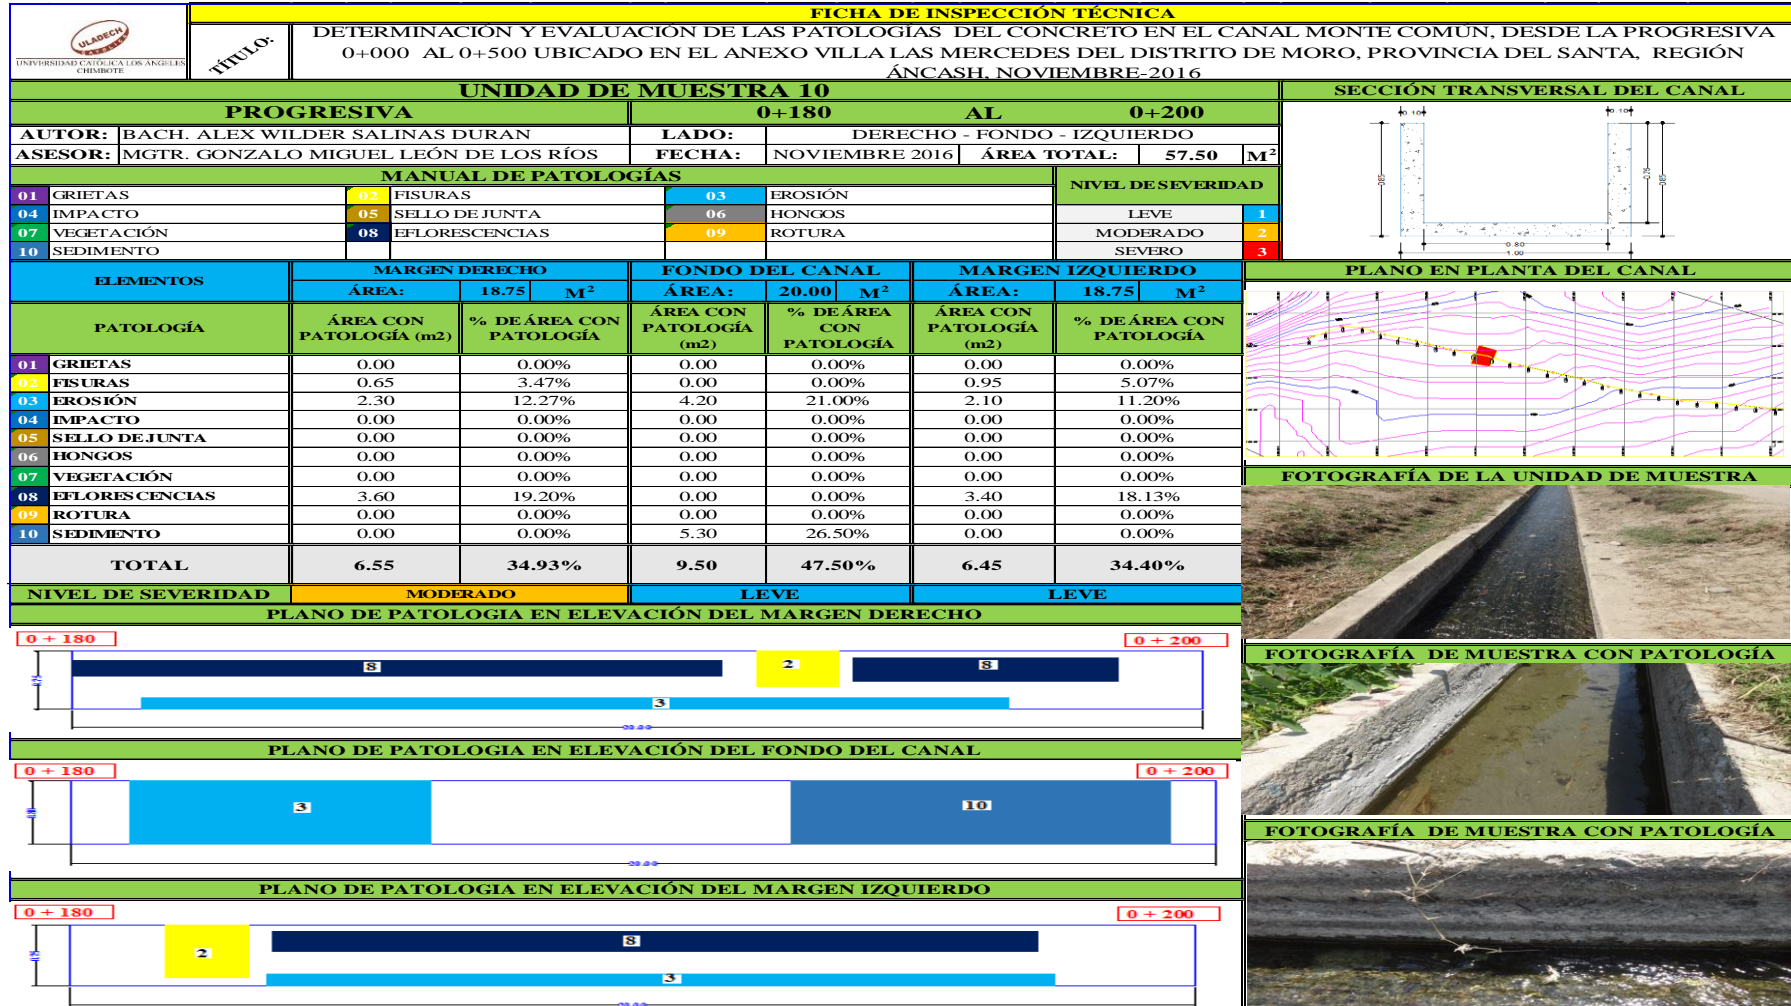 FICHA DE INSPECCIÓN TÉCNICA
ULADECH
CATÓLICA
UNIVERSIDAD CATÓLICA LOS ANGELES
CHIMBOTE
TÍTULO:
DETERMINACIÓN Y EVALUACIÓN DE LAS PATOLOGÍAS DEL CONCRETO EN EL CANAL MONTE COMÚN, DESDE LA PROGRESIVA
0+000 AL 0+500 UBICADO EN EL ANEXO VILLA LAS MERCEDES DEL DISTRITO DE MORO, PROVINCIA DEL SANTA, REGIÓN
ÁNCASH, NOVIEMBRE-2016
UNIDAD DE MUESTRA 10
SECCIÓN TRANSVERSAL DEL CANAL
PROGRESIVA 0+180 AL 0+200
AUTOR: BACH. ALEX WILDER SALINAS DURAN LADO: DERECHO - FONDO - IZQUIERDO
ASESOR: MGTR. GONZALO MIGUEL LEÓN DE LOS RÍOS FECHA: NOVIEMBRE 2016 ÁREA TOTAL: 57.50 M²
0.10 0.10
.085 0.75 .085
0.80
1.00
MANUAL DE PATOLOGÍAS
NIVEL DE SEVERIDAD
01 GRIETAS 02 FISURAS 03 EROSIÓN
04 IMPACTO 05 SELLO DE JUNTA 06 HONGOS LEVE 1
07 VEGETACIÓN 08 EFLORESCENCIAS 09 ROTURA MODERADO 2
10 SEDIMENTO SEVERO 3
ELEMENTOS MARGEN DERECHO FONDO DEL CANAL MARGEN IZQUIERDO
ÁREA: 18.75 M² ÁREA: 20.00 M² ÁREA: 18.75 M²
PLANO EN PLANTA DEL CANAL
PATOLOGÍA
ÁREA CON PATOLOGÍA (m2)
% DE ÁREA CON PATOLOGÍA
ÁREA CON PATOLOGÍA (m2)
% DE ÁREA CON PATOLOGÍA
ÁREA CON PATOLOGÍA (m2)
% DE ÁREA CON PATOLOGÍA
01 GRIETAS 0.00 0.00% 0.00 0.00% 0.00 0.00%
02 FISURAS 0.65 3.47% 0.00 0.00% 0.95 5.07%
03 EROSIÓN 2.30 12.27% 4.20 21.00% 2.10 11.20%
04 IMPACTO 0.00 0.00% 0.00 0.00% 0.00 0.00%
05 SELLO DE JUNTA 0.00 0.00% 0.00 0.00% 0.00 0.00%
06 HONGOS 0.00 0.00% 0.00 0.00% 0.00 0.00%
07 VEGETACIÓN 0.00 0.00% 0.00 0.00% 0.00 0.00%
08 EFLORESCENCIAS 3.60 19.20% 0.00 0.00% 3.40 18.13%
09 ROTURA 0.00 0.00% 0.00 0.00% 0.00 0.00%
10 SEDIMENTO 0.00 0.00% 5.30 26.50% 0.00 0.00%
TOTAL 6.55 34.93% 9.50 47.50% 6.45 34.40%
NIVEL DE SEVERIDAD MODERADO LEVE LEVE
FOTOGRAFÍA DE LA UNIDAD DE MUESTRA
PLANO DE PATOLOGIA EN ELEVACIÓN DEL MARGEN DERECHO
0 + 180 0 + 200
8 2 8
3
FOTOGRAFÍA DE MUESTRA CON PATOLOGÍA
PLANO DE PATOLOGIA EN ELEVACIÓN DEL FONDO DEL CANAL
0 + 180 0 + 200
3 10
FOTOGRAFÍA DE MUESTRA CON PATOLOGÍA
PLANO DE PATOLOGIA EN ELEVACIÓN DEL MARGEN IZQUIERDO
0 + 180 0 + 200
2 8
3